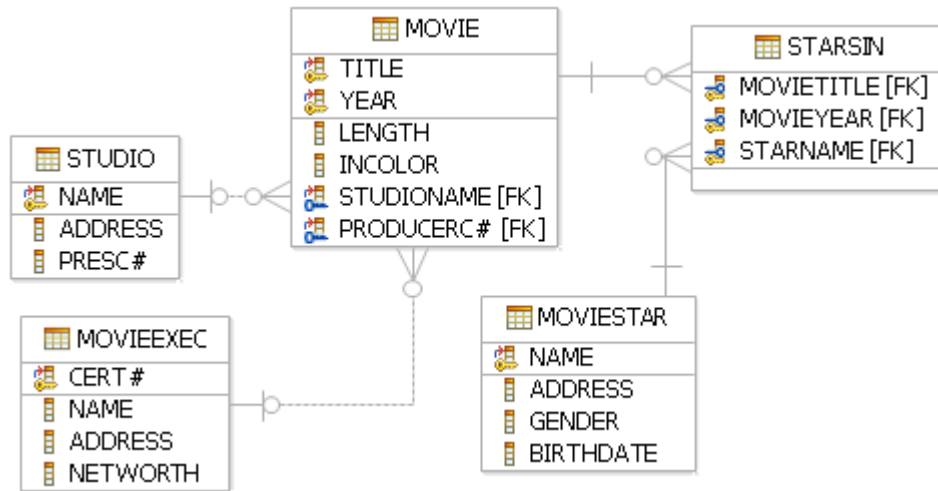 MOVIE
TITLE
YEAR
LENGTH
INCOLOR
STUDIONAME [FK]
PRODUCERC# [FK]
STARSIN
MOVIETITLE [FK]
MOVIEYEAR [FK]
STARNAME [FK]
STUDIO
NAME
ADDRESS
PRESC#
MOVIEEXEC
CERT#
NAME
ADDRESS
NETWORTH
MOVIESTAR
NAME
ADDRESS
GENDER
BIRTHDATE